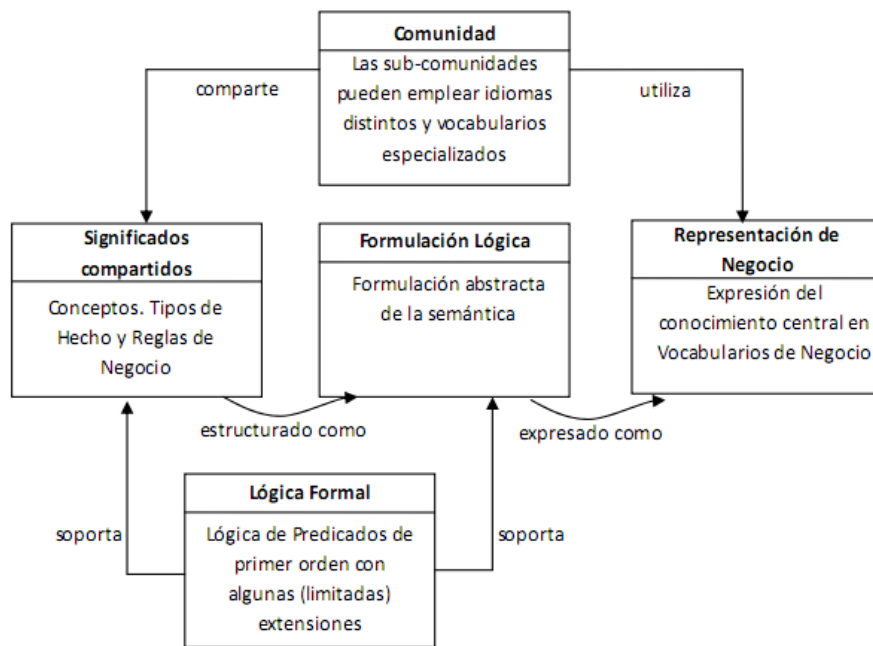 Comunidad
Las sub-comunidades
pueden emplear idiomas
distintos y vocabularios
especializados
comparte
utiliza
Significados
compartidos
Conceptos. Tipos de
Hecho y Reglas de
Negocio
Formulación Lógica
Formulación abstracta
de la semántica
Representación de
Negocio
Expresión del
conocimiento central en
Vocabularios de Negocio
estructurado como
expresado como
Lógica Formal
Lógica de Predicados de
primer orden con
algunas (limitadas)
extensiones
soporta
soporta